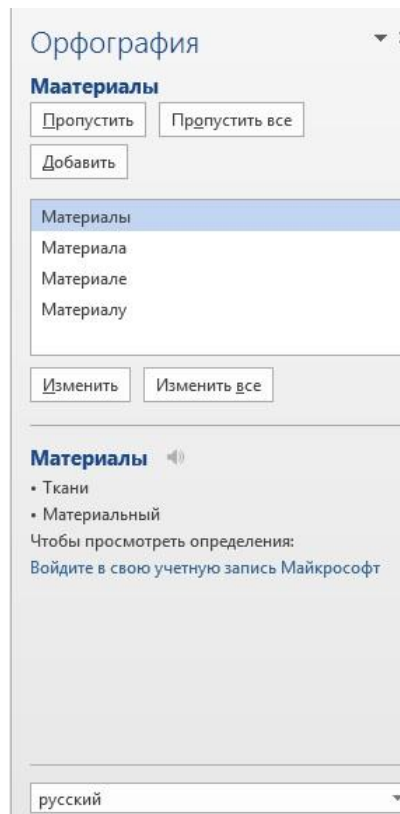 Орфография
Маатериалы
Пропустить Пропустить все
Добавить
Материалы
Материала
Материале
Материалу
Изменить Изменить все
Материалы
• Ткани
• Материальный
Чтобы просмотреть определения:
Войдите в свою учетную запись Майкрософт
русский